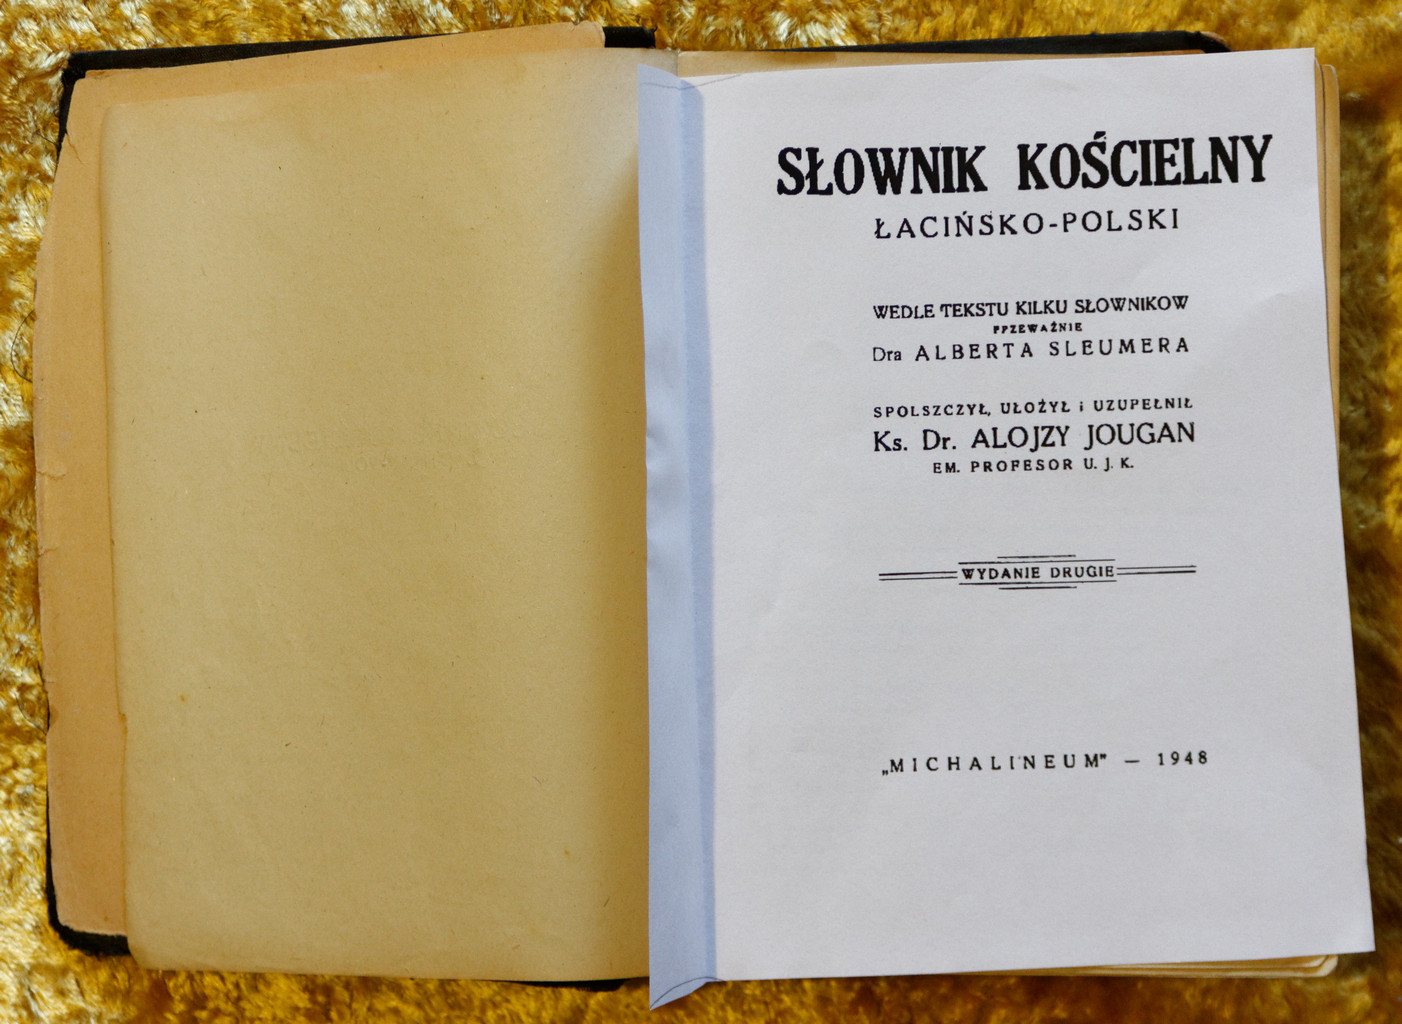 SŁOWNIK KOŚCIELNY
ŁACIŃSKO-POLSKI
WEDLE TEKSTU KILKU SŁOWNIKOW
PRZEWAŻNIE
Dra ALBERTA SLEUMERA
SPOLSZCZYŁ, UŁOŻYŁ i UZUPEŁNIŁ
Ks. Dr. ALOJZY JOUGAN
EM. PROFESOR U. J. K.
WYDANIE DRUGIE
„MICHALINEUM" — 1948